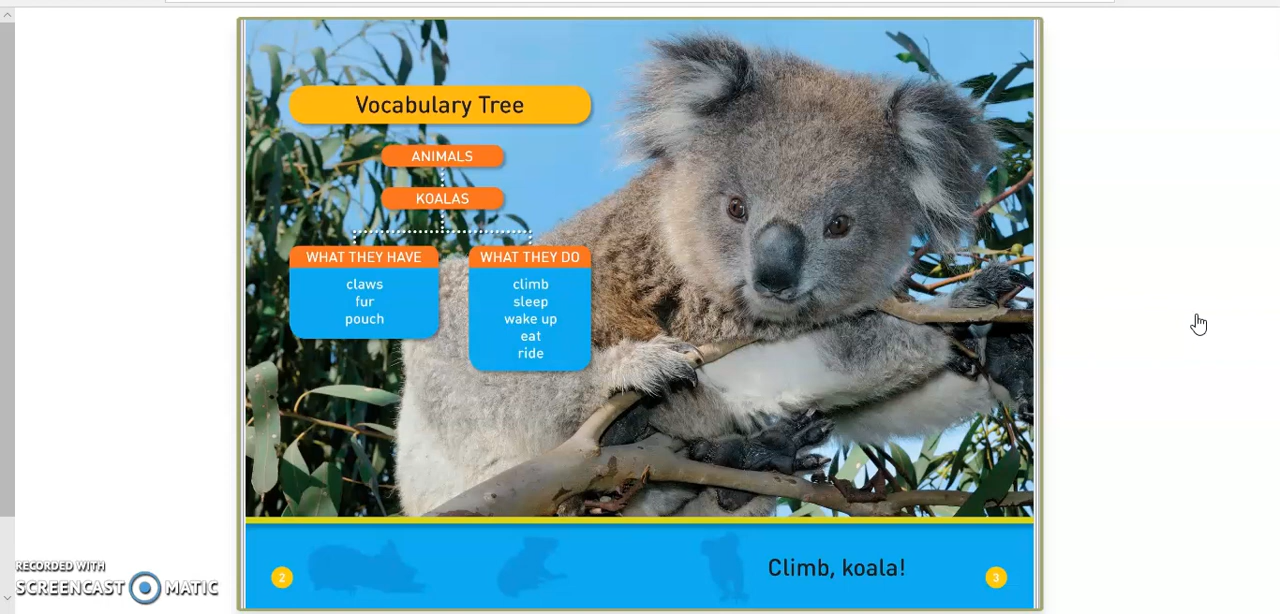 Vocabulary Tree
ANIMALS
KOALAS
WHAT THEY HAVE
claws
fur
pouch
WHAT THEY DO
climb
sleep
wake up
eat
ride
Climb, koala!
2
3
RECORDED WITH
SCREENCAST MATIC